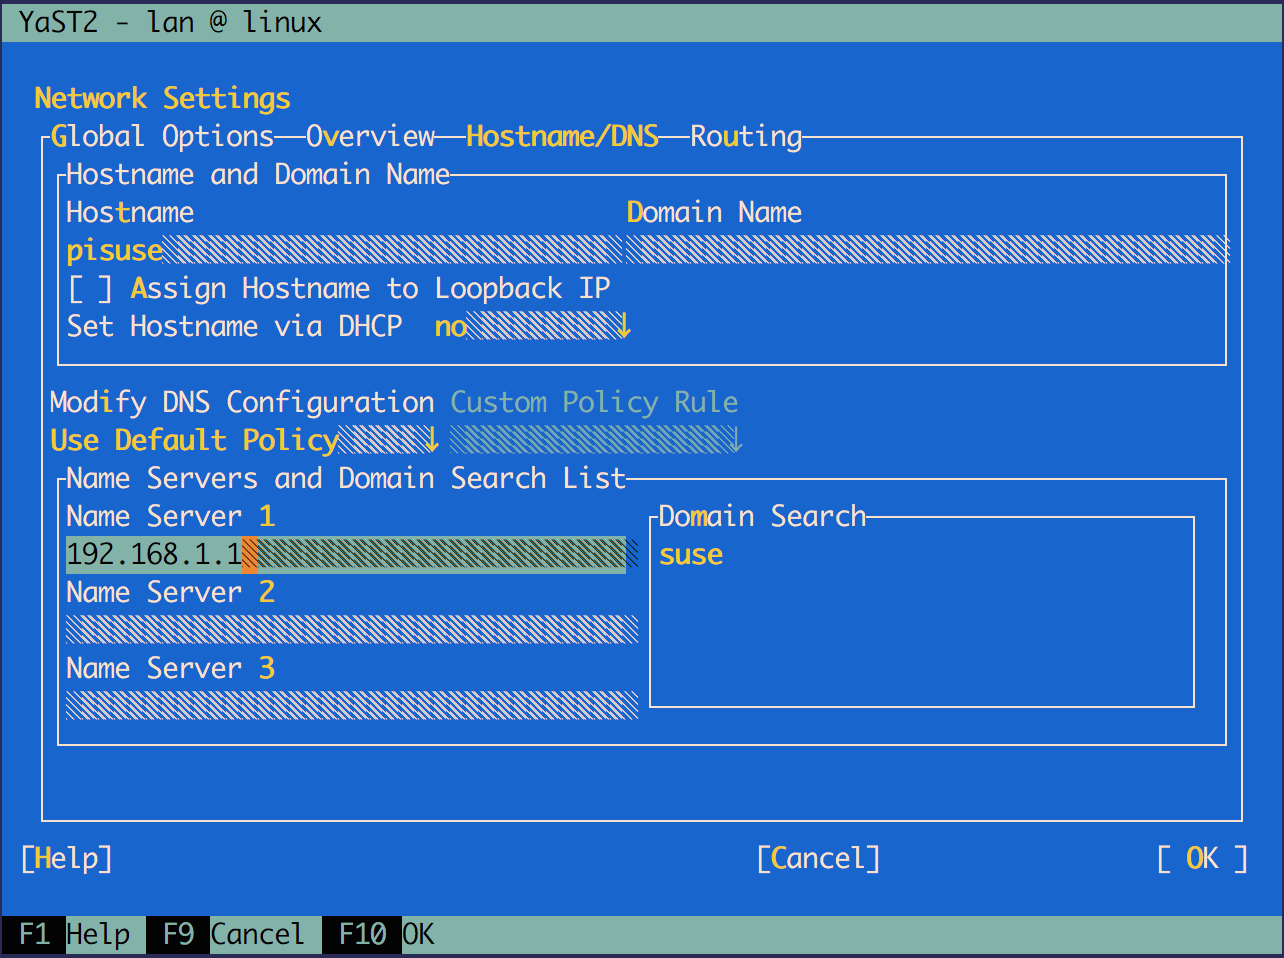 YaST2 - lan @ linux
Network Settings
Global Options Overview Hostname/DNS Routing
Hostname and Domain Name
Hostname Domain Name
pisuse
[ ] Assign Hostname to Loopback IP
Set Hostname via DHCP no↓
Modify DNS Configuration Custom Policy Rule
Use Default Policy↓ ↓
Name Servers and Domain Search List
Name Server 1 Domain Search
192.168.1.1 suse
Name Server 2
Name Server 3
[Help] [Cancel] [ OK ]
F1 Help F9 Cancel F10 OK